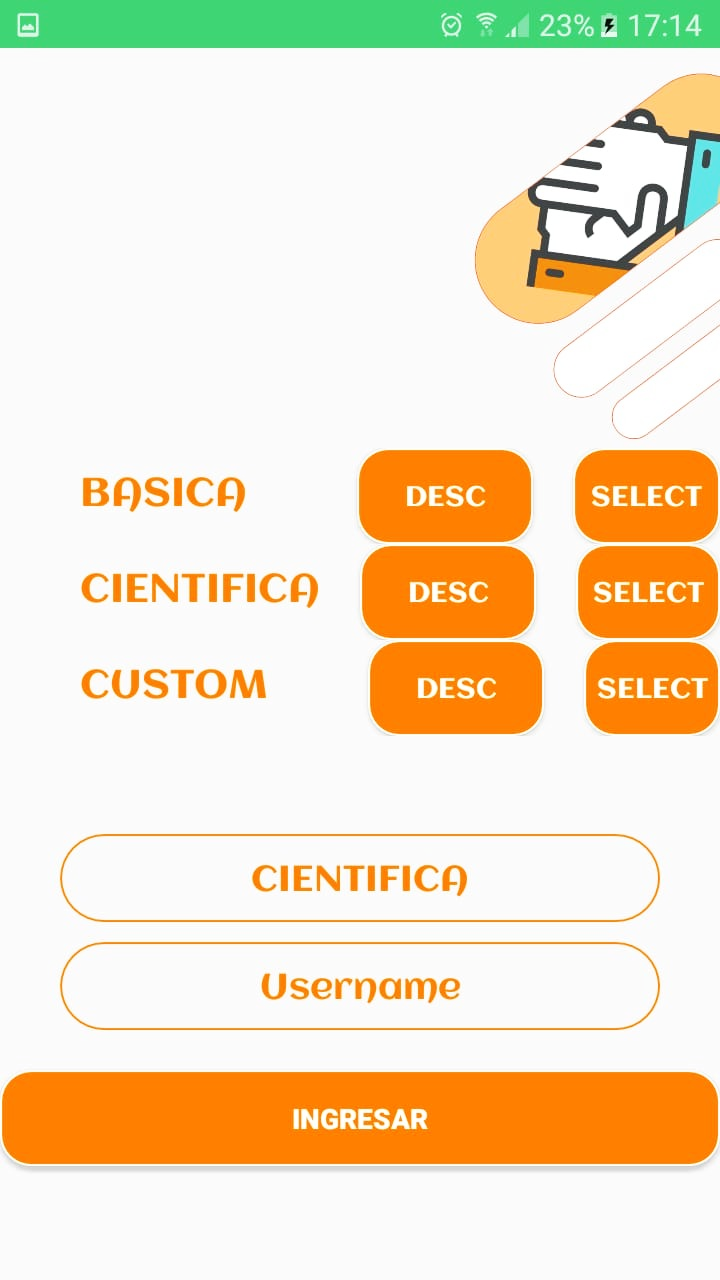 23% 17:14
BASICA DESC SELECT
CIENTIFICA DESC SELECT
CUSTOM DESC SELECT
CIENTIFICA
Username
INGRESAR